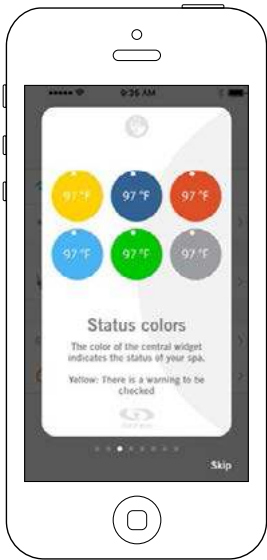 9:36 AM
97 °F 97 °F 97 °F
97 °F 97 °F 97 °F
Status colors
The color of the central widget
indicates the status of your spa.
Yellow: There is a warning to be
checked
Skip